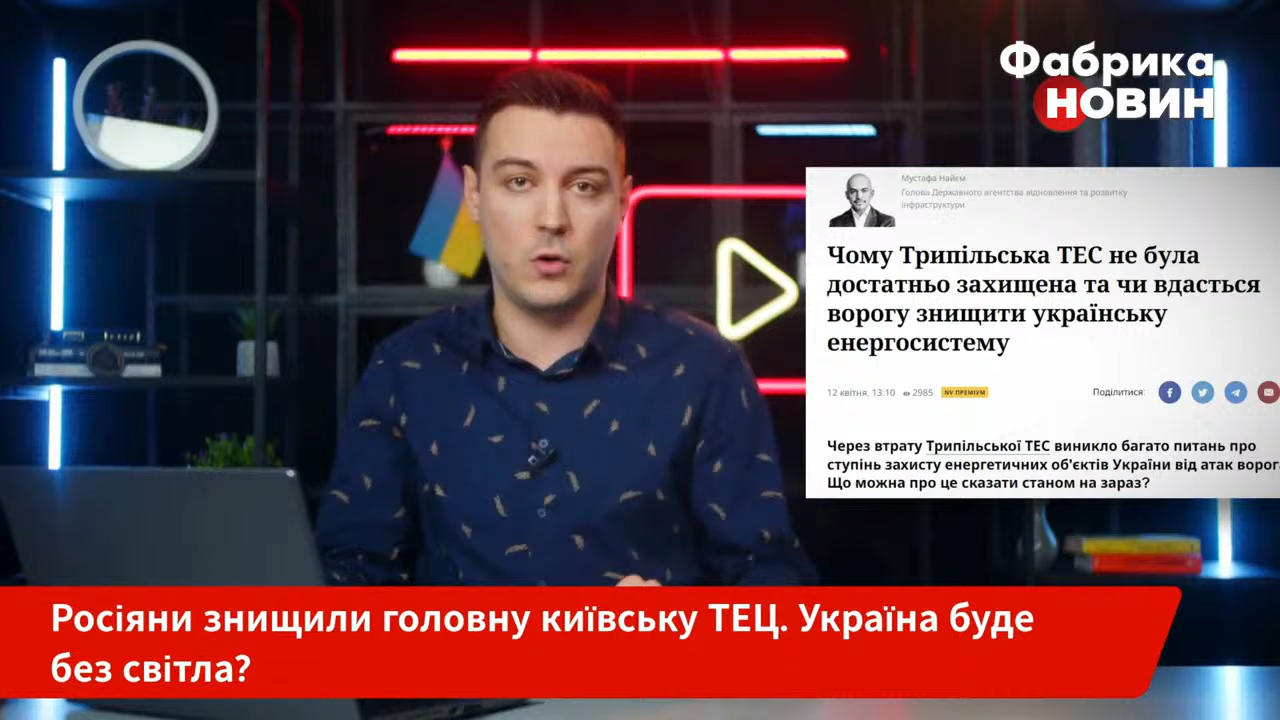 Фабрика
НОВИН
Мустафа Найєм
Голова Державного агентства відновлення та розвитку
інфраструктури
Чому Трипільська ТЕС не була
достатньо захищена та чи вдасться
ворогу знищити українську
енергосистему
12 квітня, 13:10 2985 NV ПРЕМІУМ Поділитися:
Через втрату Трипільської ТЕС виникло багато питань про
ступінь захисту енергетичних об'єктів України від атак ворога
Що можна про це сказати станом на зараз?
Росіяни знищили головну київську ТЕЦ. Україна буде
без світла?